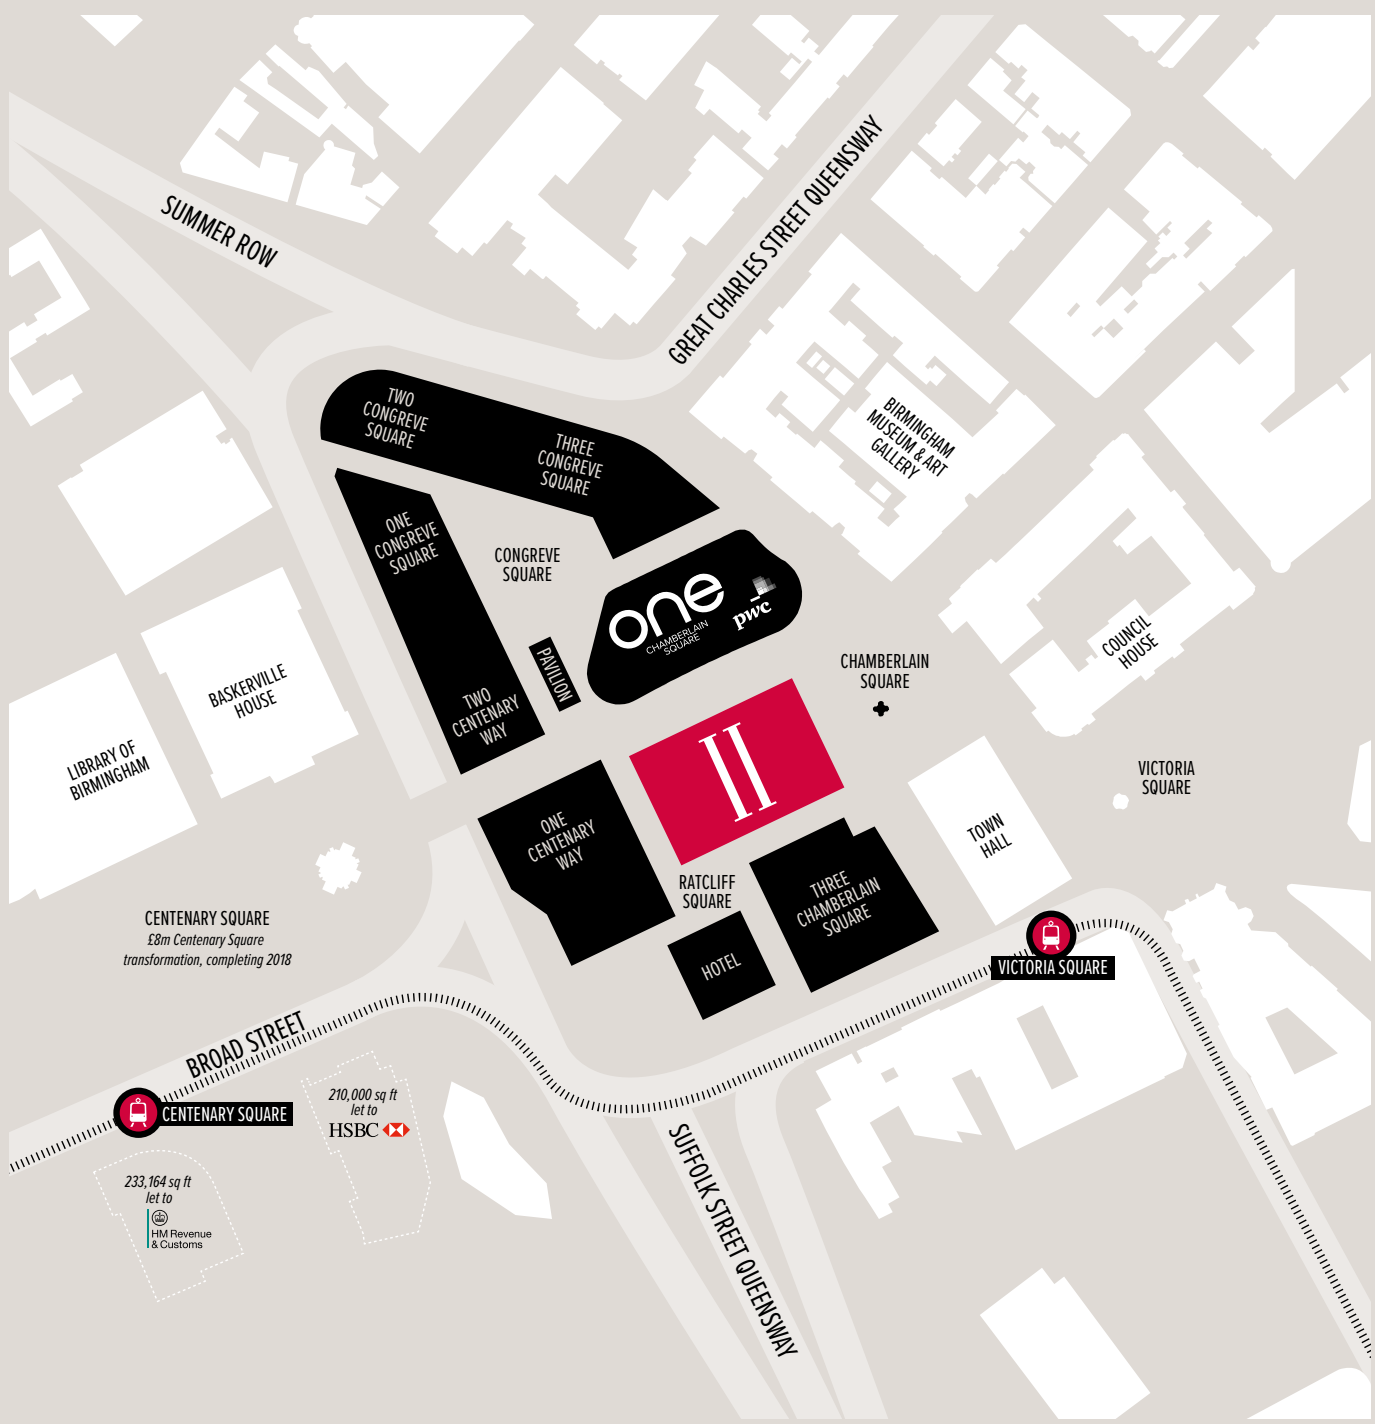 SUMMER ROW
GREAT CHARLES STREET QUEENSWAY
TWO
CONGREVE
SQUARE
THREE
CONGREVE
SQUARE
BIRMINGHAM
MUSEUM & ART
GALLERY
ONE
CONGREVE
SQUARE
CONGREVE
SQUARE
one
CHAMBERLAIN
SQUARE
pwc
PAVILION
COUNCIL
HOUSE
CHAMBERLAIN
SQUARE
BASKERVILLE
HOUSE
TWO
CENTENARY
WAY
LIBRARY OF
BIRMINGHAM
II
VICTORIA
SQUARE
ONE
CENTENARY
WAY
TOWN
HALL
RATCLIFF
SQUARE
THREE
CHAMBERLAIN
SQUARE
CENTENARY SQUARE
£8m Centenary Square
transformation, completing 2018
HOTEL
VICTORIA SQUARE
BROAD STREET
CENTENARY SQUARE
210,000 sq ft
let to
HSBC
233,164 sq ft
let to
HM Revenue
& Customs
SUFFOLK STREET QUEENSWAY